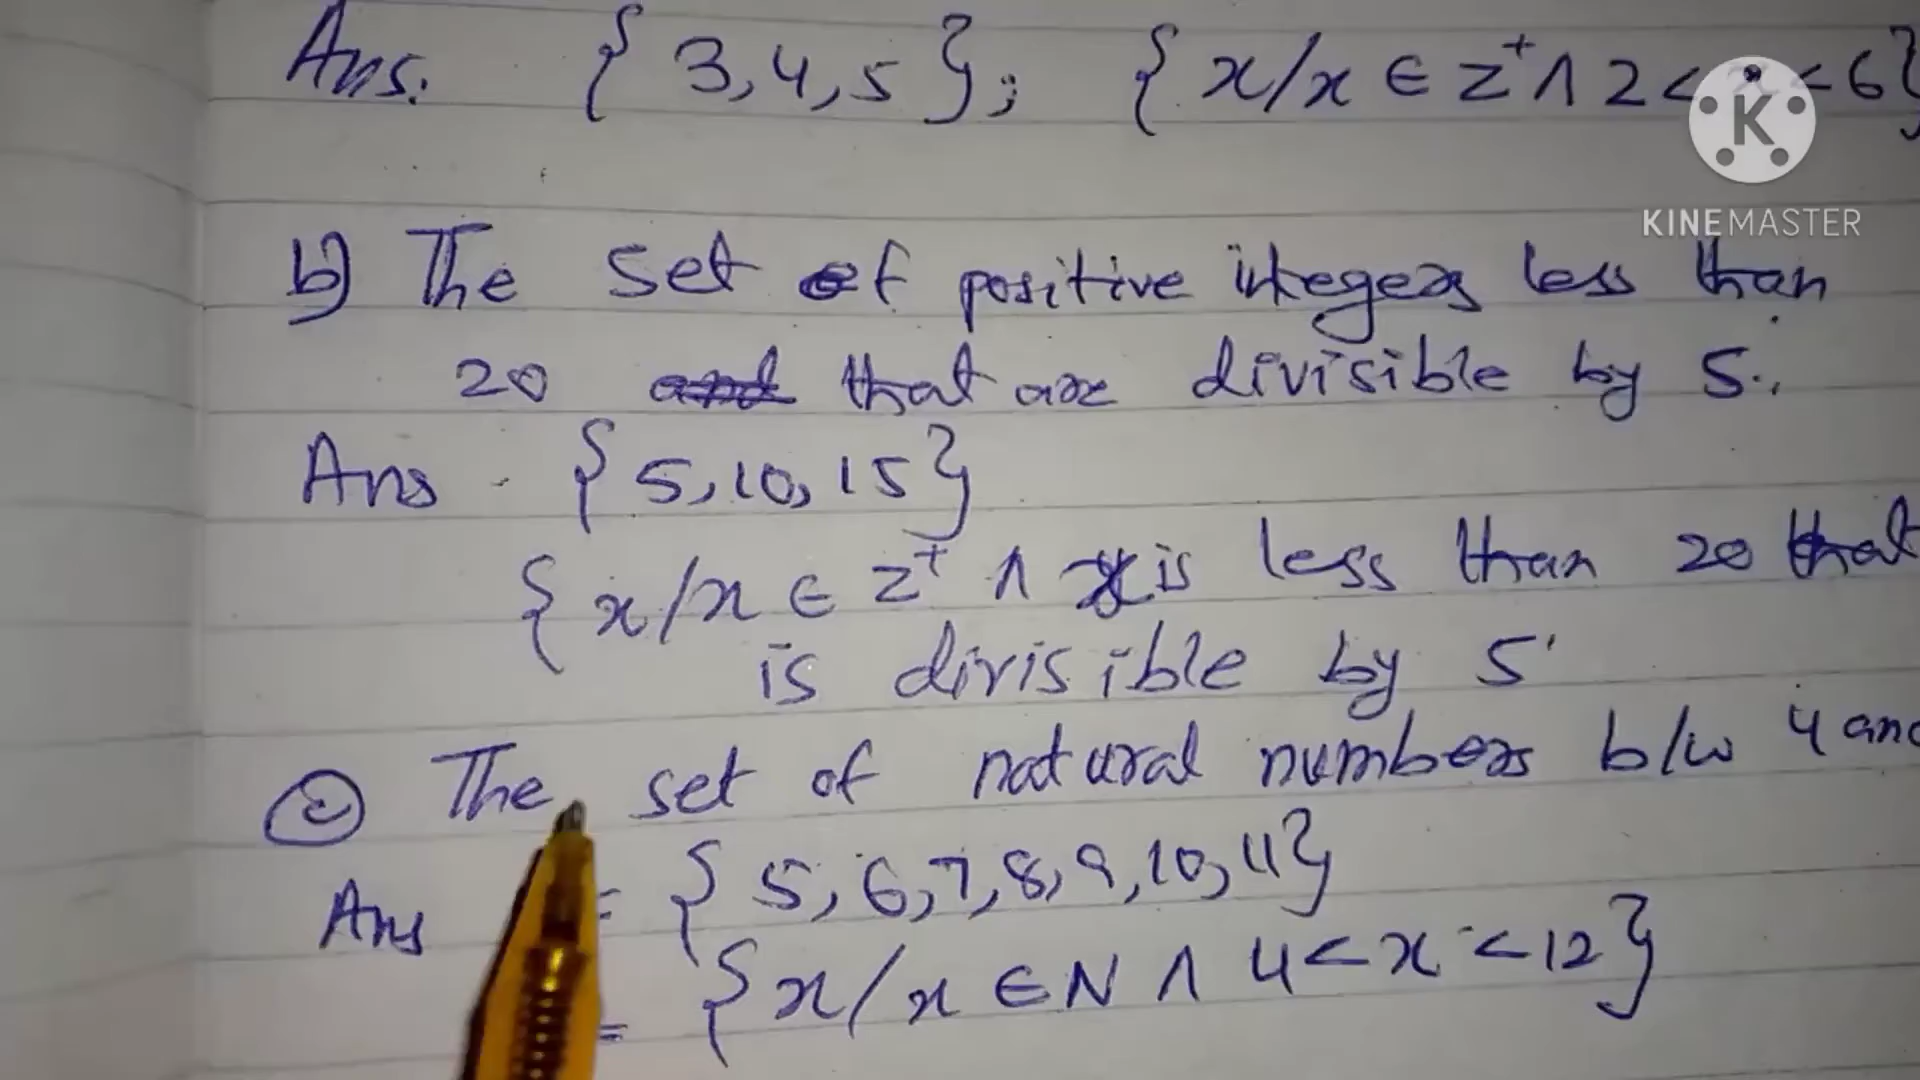 Ans. { 3,4,5 }; { x/x ∈ Z⁺ ∧ 2 < x < 6}
KINEMASTER
b) The set of positive integers less than
20 and that are divisible by 5.
Ans . { 5,10,15 }
{ x/x ∈ Z⁺ ∧ x is less than 20 that
is divisible by 5
c The set of natural numbers b/w 4 and
Ans = { 5,6,7,8,9,10,11}
= { x/x ∈ N ∧ 4 < x < 12 }